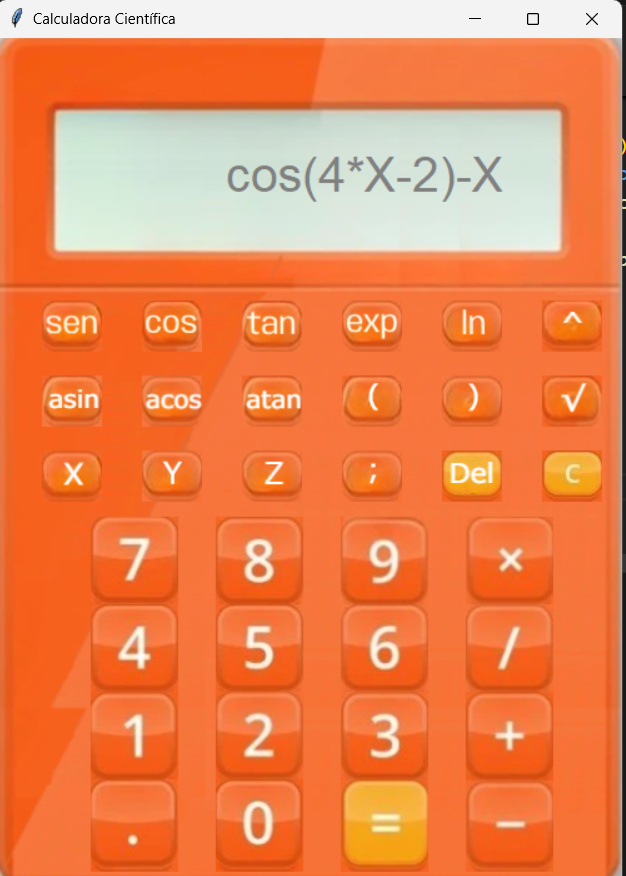 Calculadora Científica
cos(4*X-2)-X
sen cos tan exp ln ^
asin acos atan ( ) √
X Y Z ; Del C
7 8 9 ×
4 5 6 /
1 2 3 +
. 0 = −